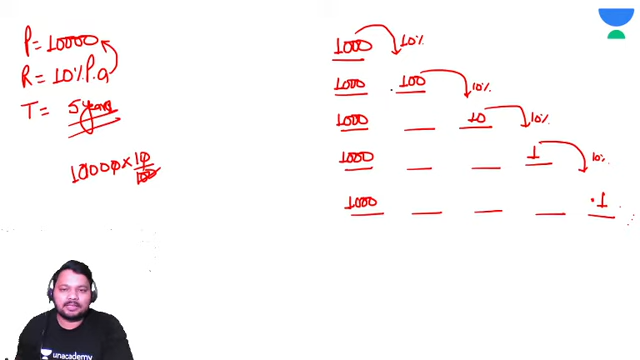 P = 10000
R = 10% P.a
T = 5 years
10000 × 10/100
1000 10%
1000 100 10%
1000 _ 10 10%
1000 _ _ 1 10%
1000 _ _ _ .1
unacademy